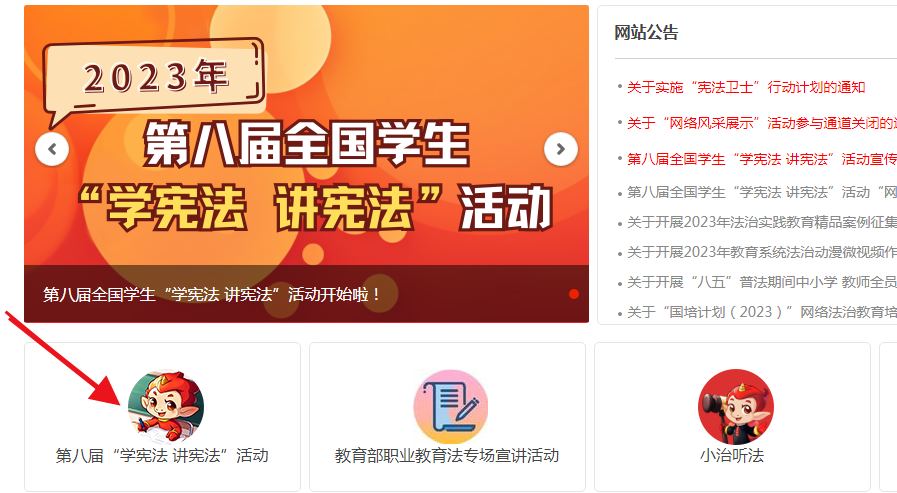 2023年
第八届全国学生
“学宪法 讲宪法”活动
第八届全国学生“学宪法 讲宪法”活动开始啦！
网站公告
关于实施“宪法卫士”行动计划的通知
关于“网络风采展示”活动参与通道关闭的
第八届全国学生“学宪法 讲宪法”活动宣传
第八届全国学生“学宪法 讲宪法”活动“网
关于开展2023年法治实践教育精品案例征集
关于开展2023年教育系统法治动漫微视频作
关于开展“八五”普法期间中小学 教师全员
关于“国培计划（2023）”网络法治教育培
第八届“学宪法 讲宪法”活动
教育部职业教育法专场宣讲活动
小治听法